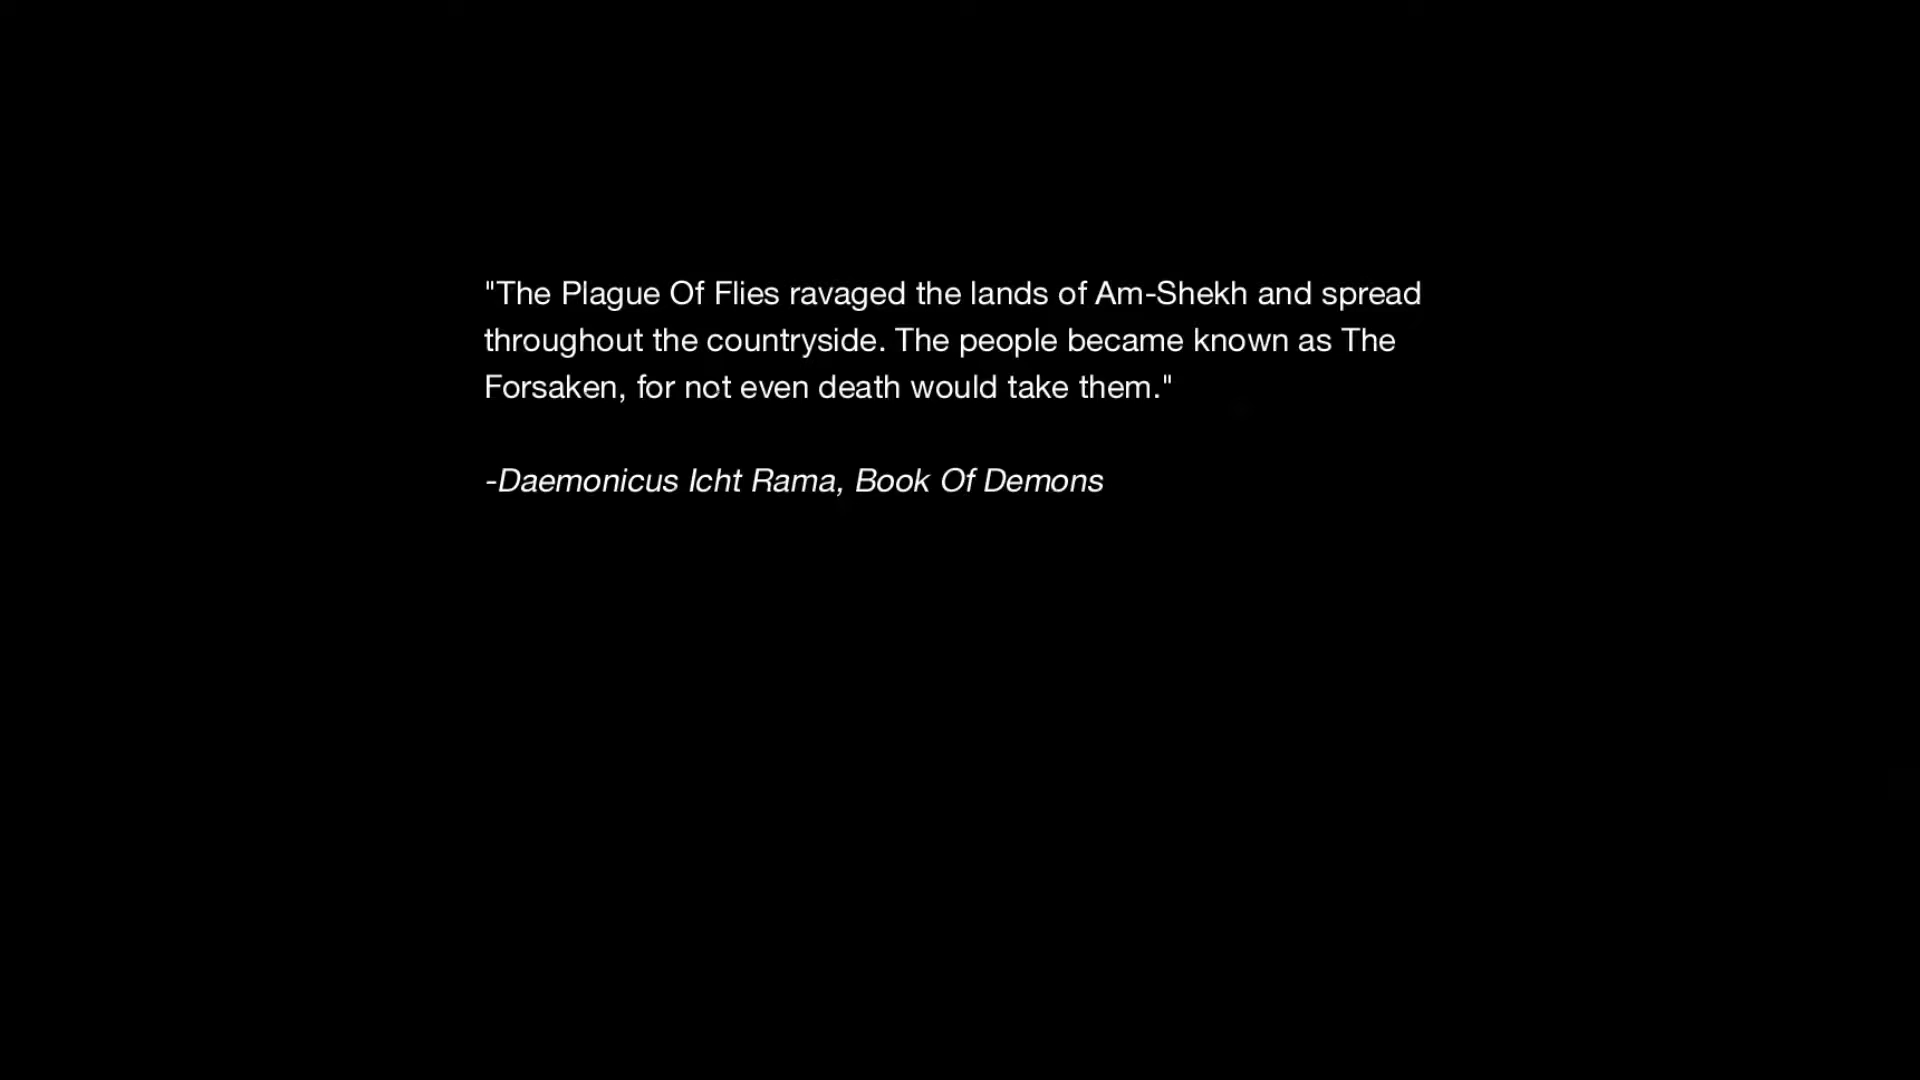 "The Plague Of Flies ravaged the lands of Am-Shekh and spread
throughout the countryside. The people became known as The
Forsaken, for not even death would take them."
-Daemonicus Icht Rama, Book Of Demons